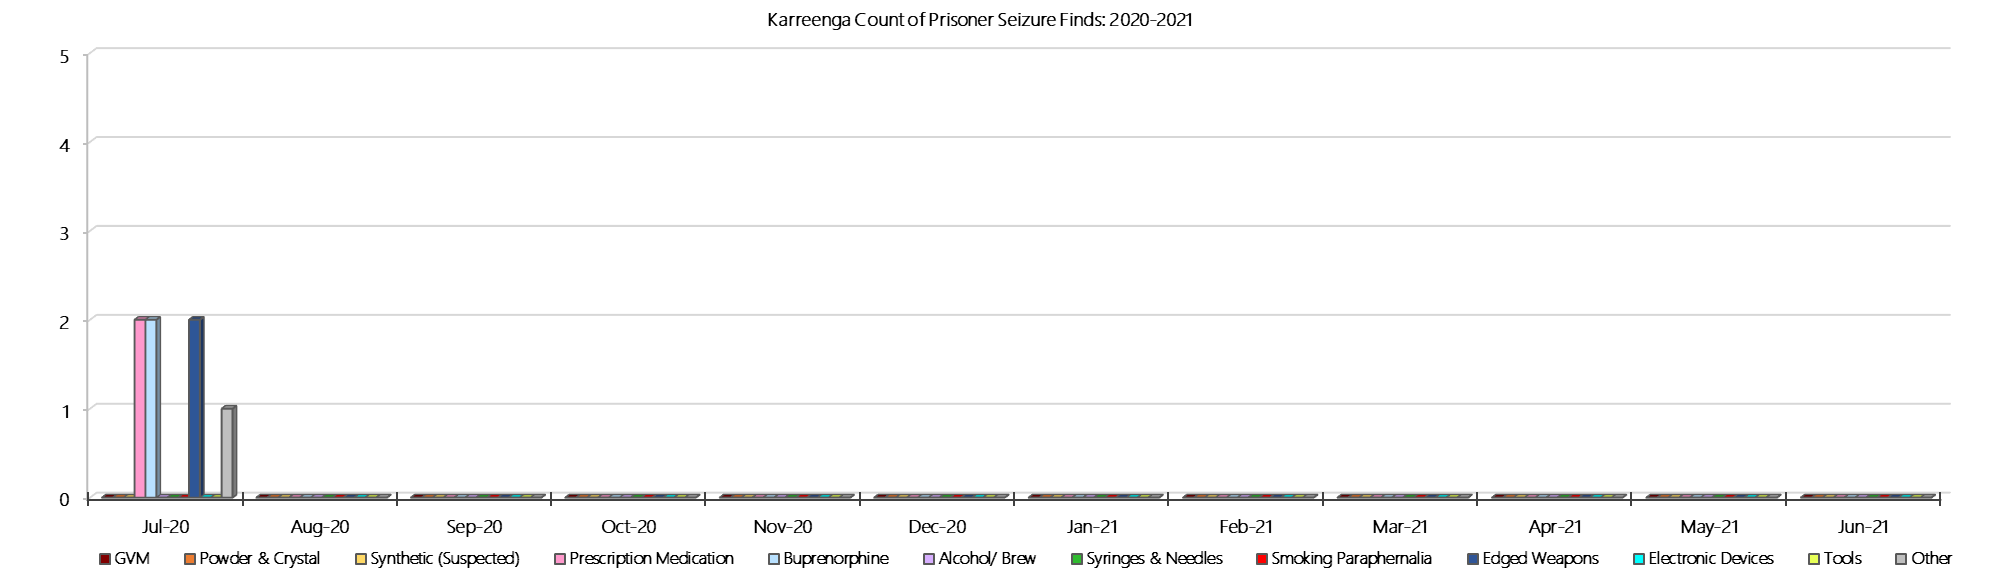 Karreenga Count of Prisoner Seizure Finds: 2020-2021
5
4
3
2
1
0
Jul-20 Aug-20 Sep-20 Oct-20 Nov-20 Dec-20 Jan-21 Feb-21 Mar-21 Apr-21 May-21 Jun-21
GVM Powder & Crystal Synthetic (Suspected) Prescription Medication Buprenorphine Alcohol/ Brew Syringes & Needles Smoking Paraphernalia Edged Weapons Electronic Devices Tools Other